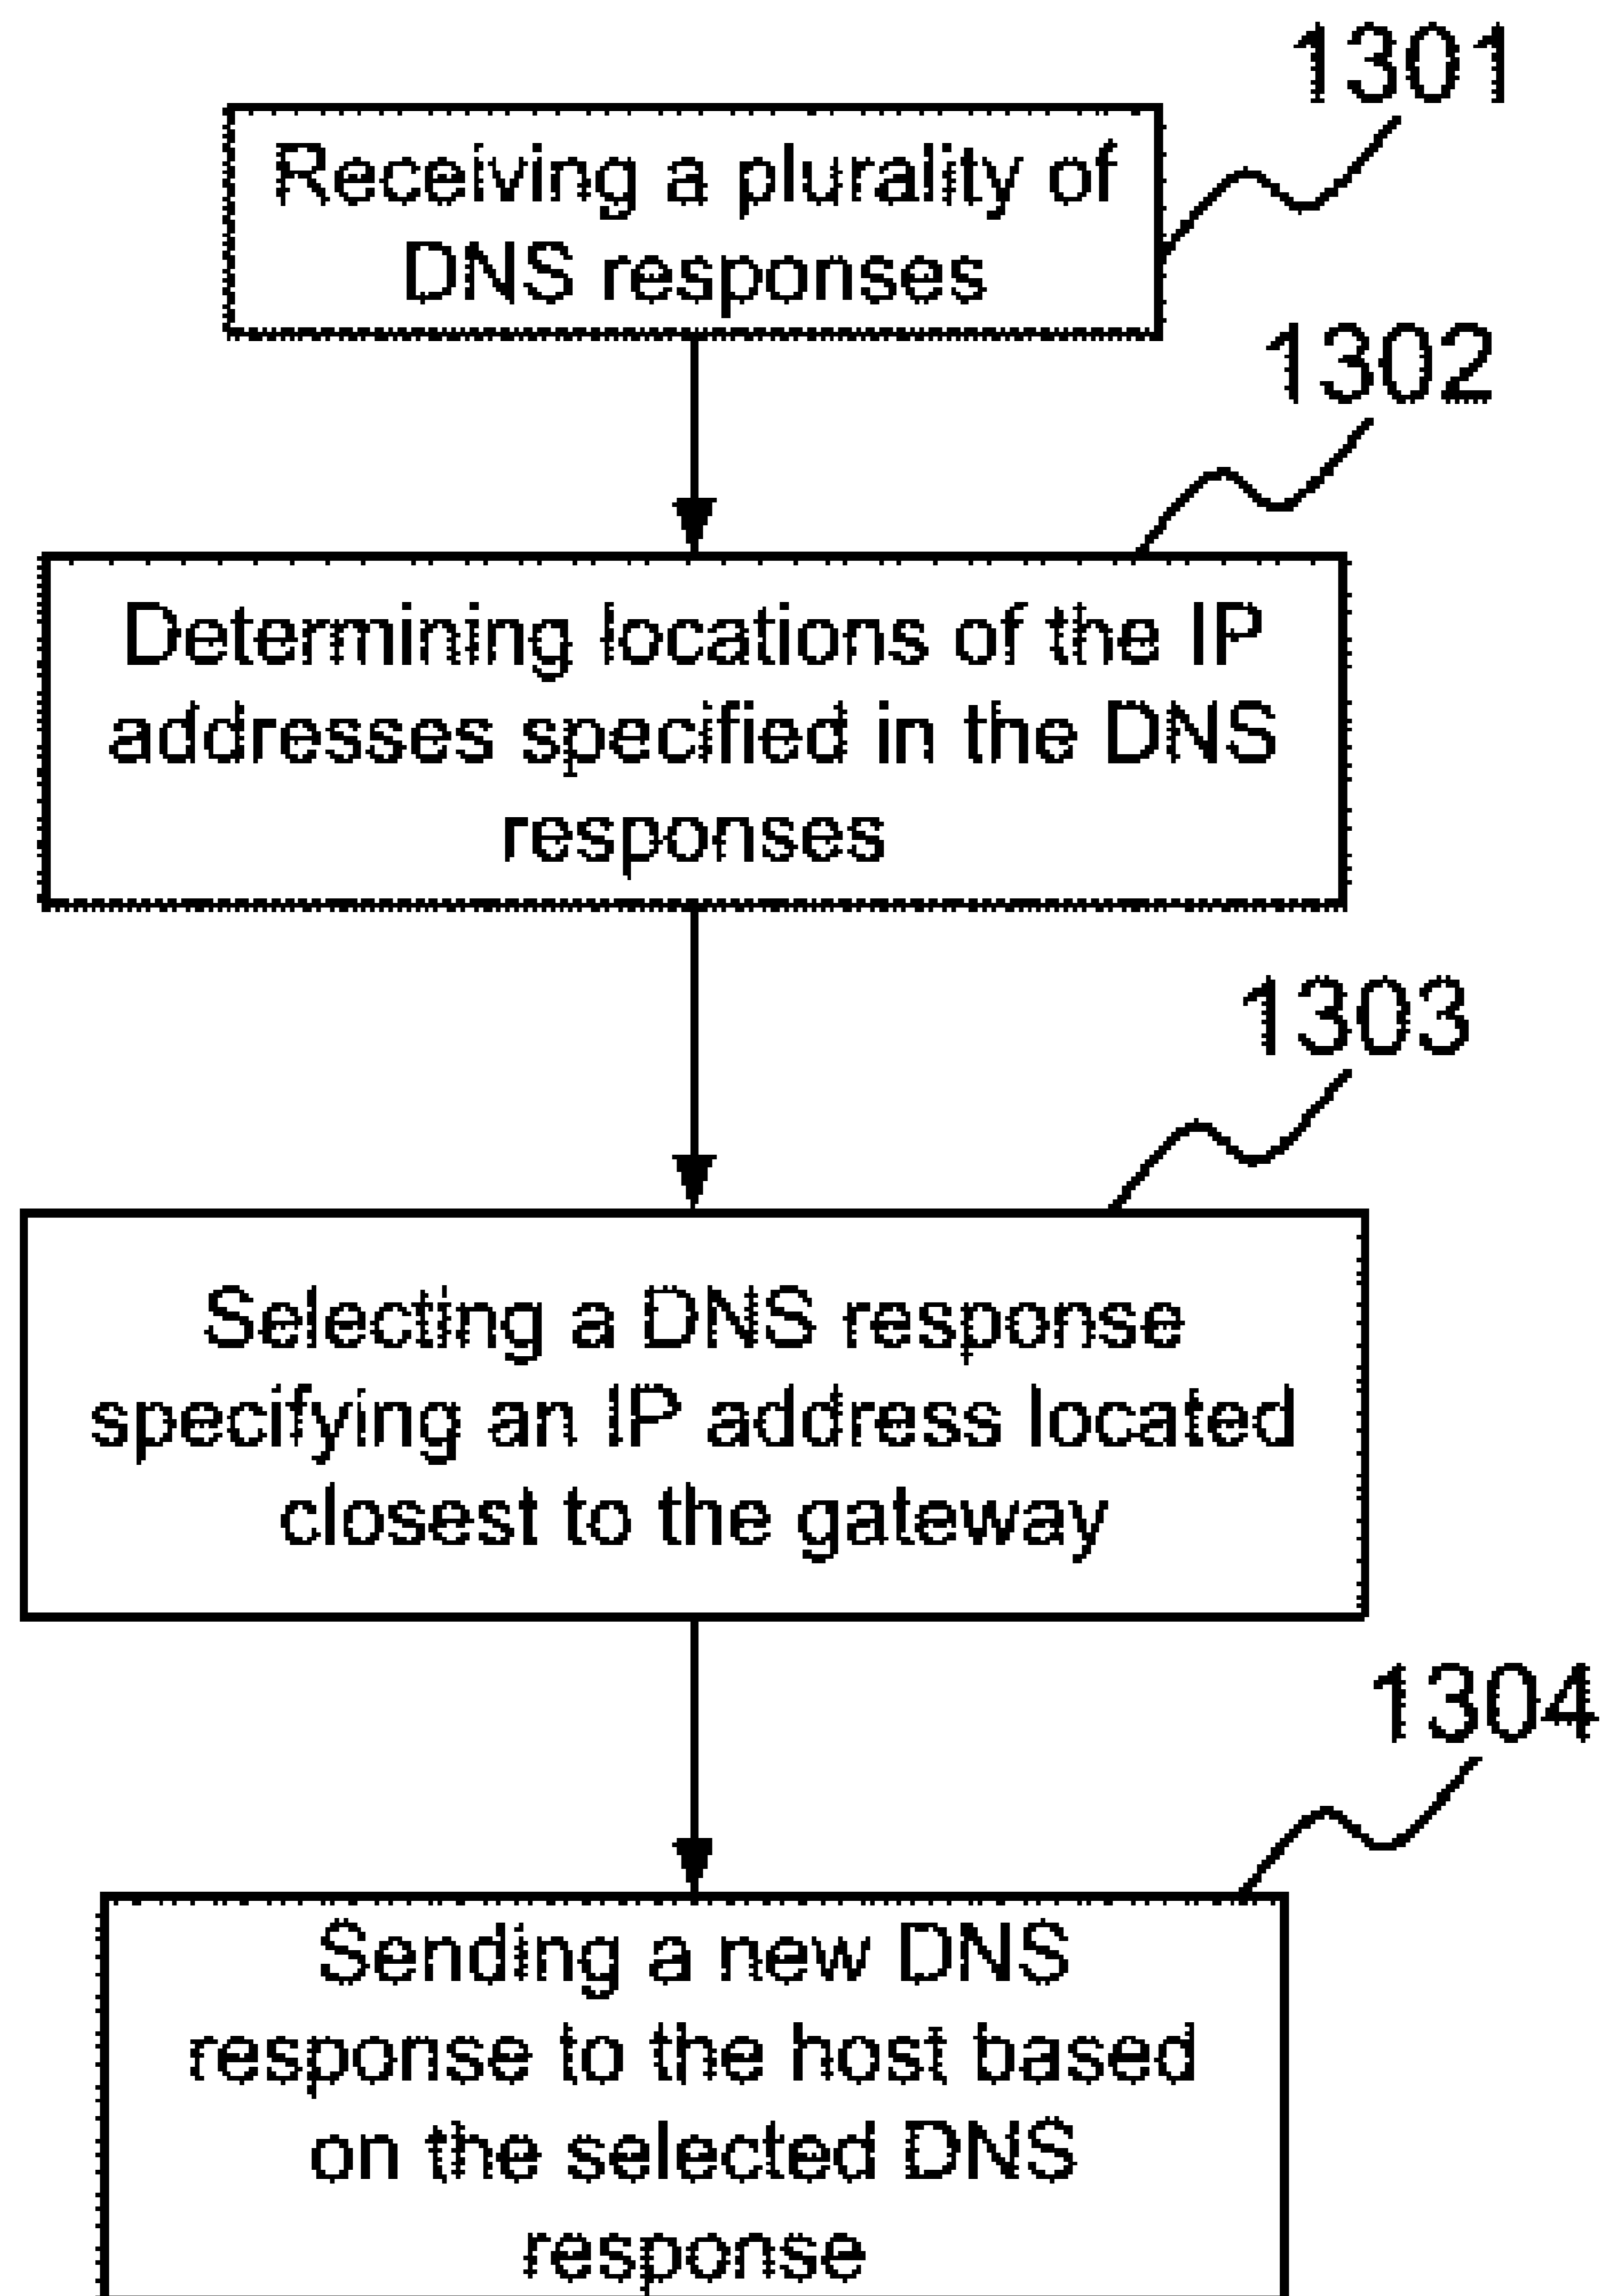 1301
Receiving a plurality of
DNS responses
1302
Determining locations of the IP
addresses specified in the DNS
responses
1303
Selecting a DNS response
specifying an IP address located
closest to the gateway
1304
Sending a new DNS
response to the host based
on the selected DNS
response